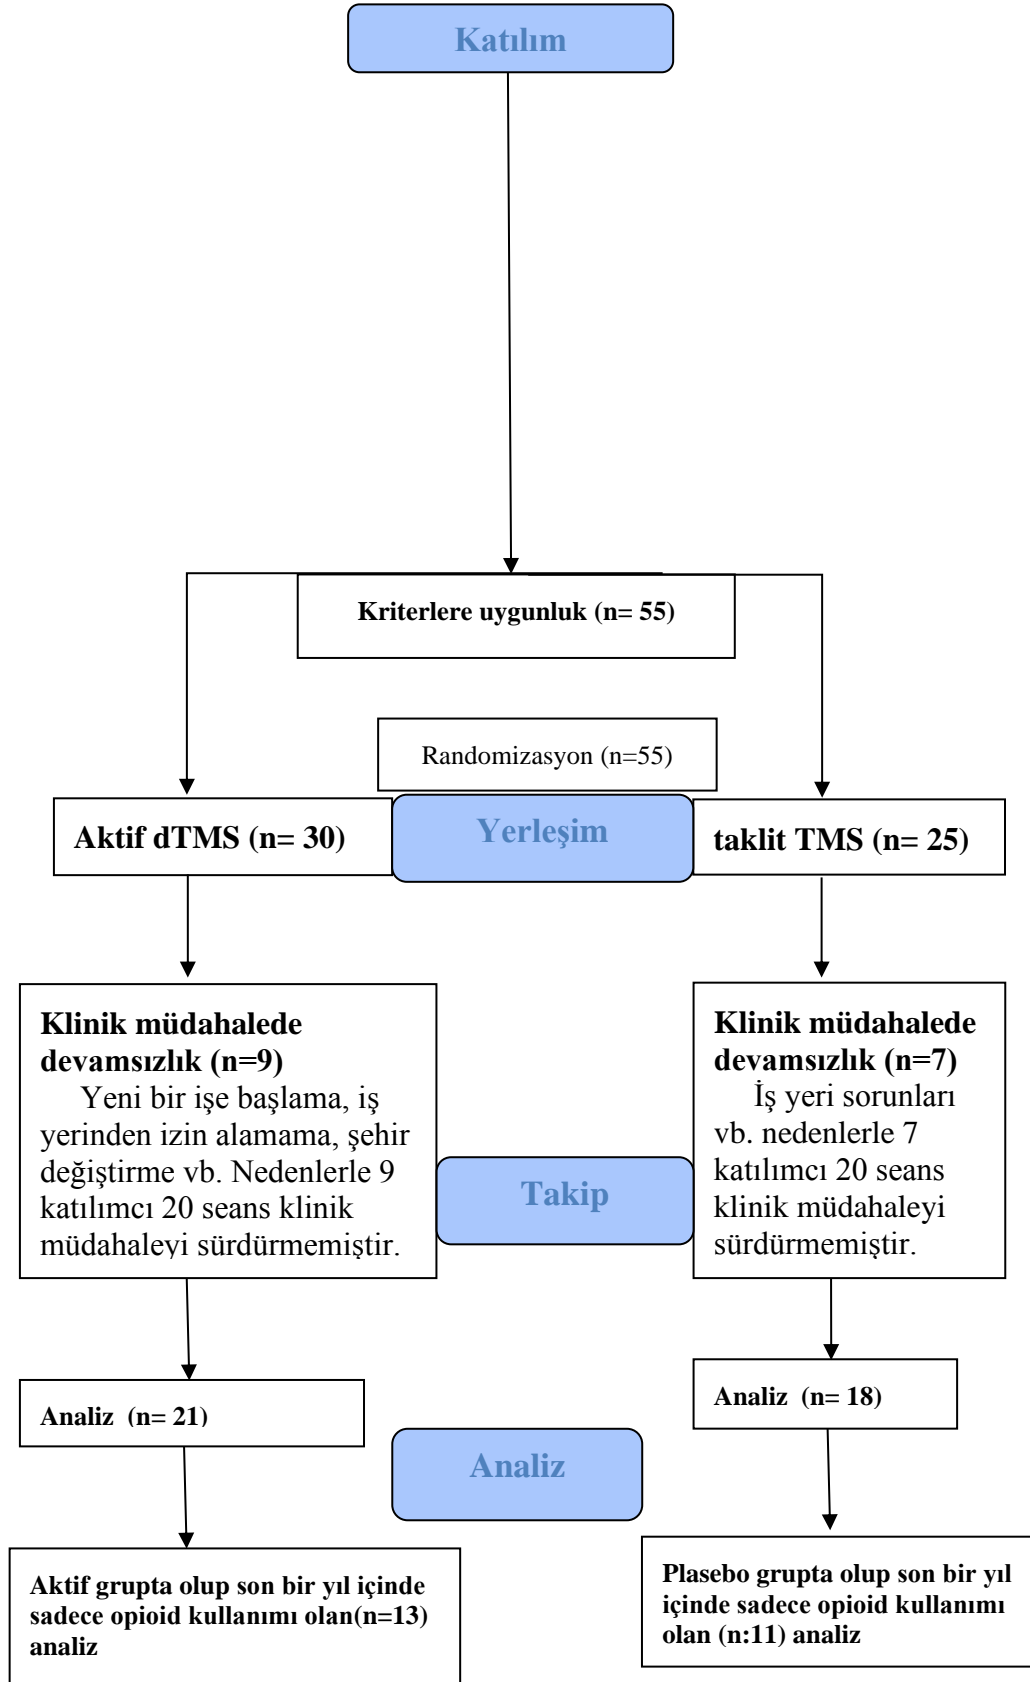 Katılım
Kriterlere uygunluk (n= 55)
Randomizasyon (n=55)
Aktif dTMS (n= 30)
Yerleşim
taklit TMS (n= 25)
Klinik müdahalede
devamsızlık (n=9)
Yeni bir işe başlama, iş
yerinden izin alamama, şehir
değiştirme vb. Nedenlerle 9
katılımcı 20 seans klinik
müdahaleyi sürdürmemiştir.
Takip
Klinik müdahalede
devamsızlık (n=7)
İş yeri sorunları
vb. nedenlerle 7
katılımcı 20 seans
klinik müdahaleyi
sürdürmemiştir.
Analiz (n= 21)
Analiz (n= 18)
Analiz
Aktif grupta olup son bir yıl içinde
sadece opioid kullanımı olan(n=13)
analiz
Plasebo grupta olup son bir yıl
içinde sadece opioid kullanımı
olan (n:11) analiz